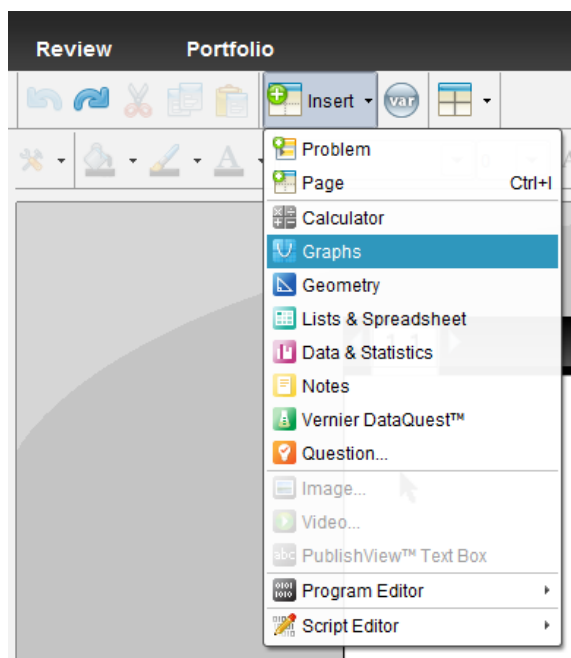 Review Portfolio
Insert var
Problem
Page Ctrl+I
Calculator
Graphs
Geometry
Lists & Spreadsheet
Data & Statistics
Notes
Vernier DataQuest™
Question...
Image...
Video...
abc PublishView™ Text Box
Program Editor
Script Editor